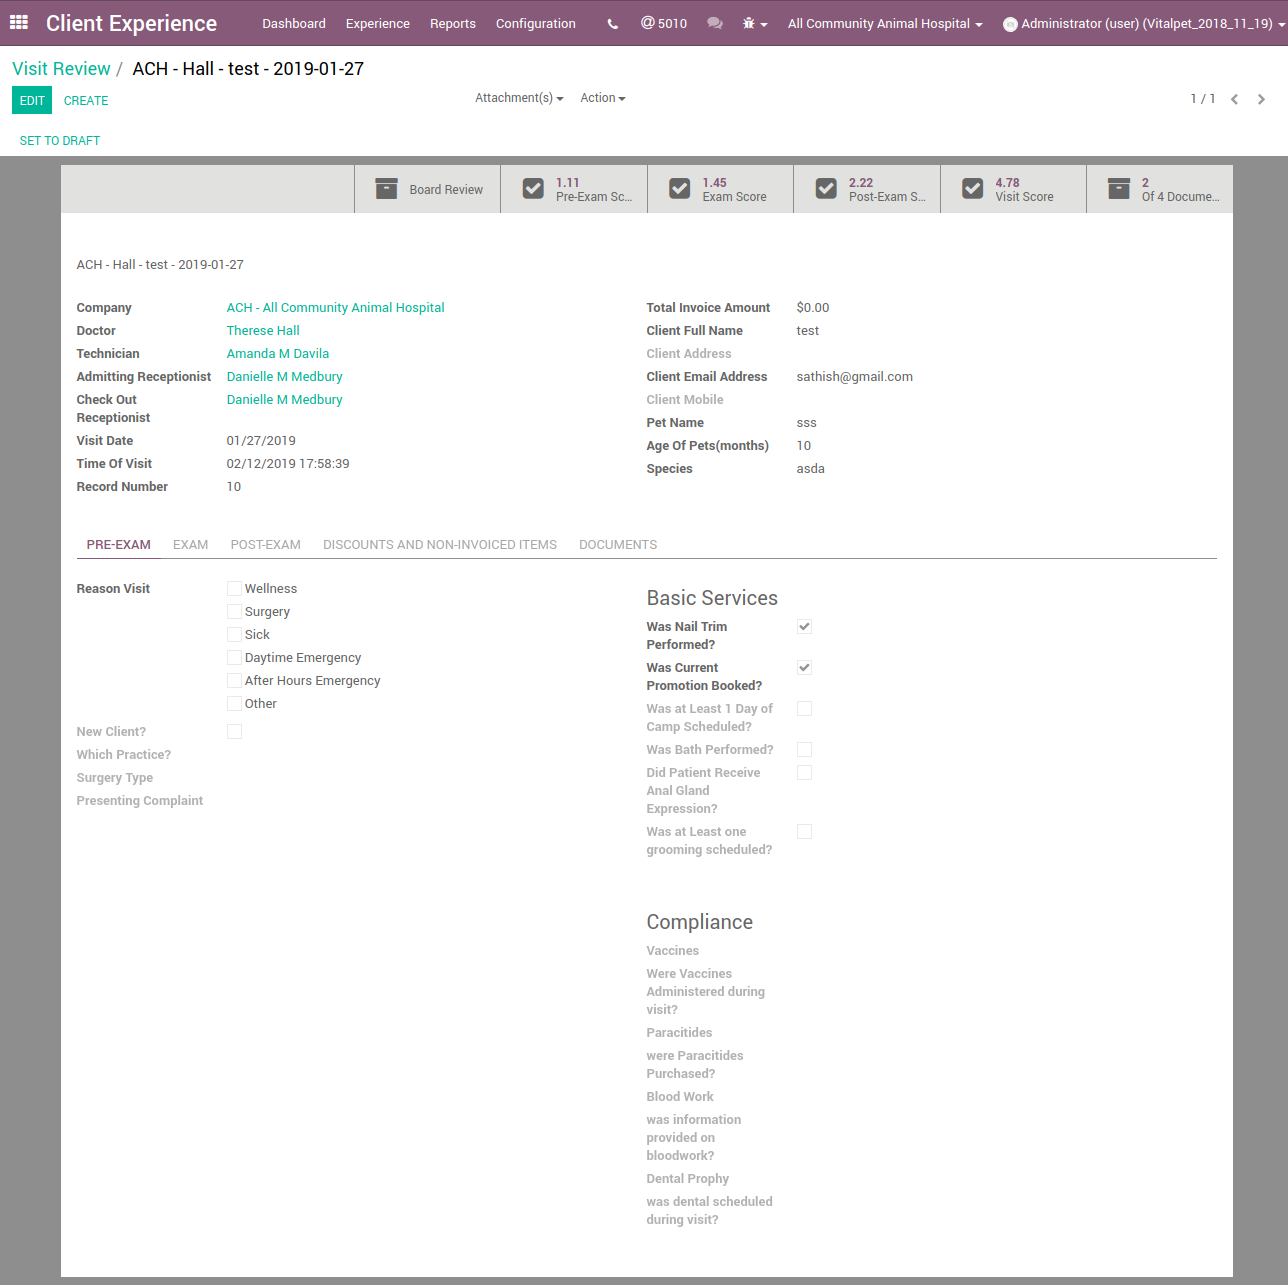 Client Experience Dashboard Experience Reports Configuration @ 5010 All Community Animal Hospital Administrator (user) (Vitalpet_2018_11_19)
Visit Review / ACH - Hall - test - 2019-01-27
EDIT CREATE Attachment(s) Action 1 / 1
SET TO DRAFT
Board Review
1.11
Pre-Exam Sc...
1.45
Exam Score
2.22
Post-Exam S...
4.78
Visit Score
2
Of 4 Docume...
ACH - Hall - test - 2019-01-27
Company ACH - All Community Animal Hospital
Doctor Therese Hall
Technician Amanda M Davila
Admitting Receptionist Danielle M Medbury
Check Out Danielle M Medbury
Receptionist
Visit Date 01/27/2019
Time Of Visit 02/12/2019 17:58:39
Record Number 10
Total Invoice Amount $0.00
Client Full Name test
Client Address
Client Email Address sathish@gmail.com
Client Mobile
Pet Name sss
Age Of Pets(months) 10
Species asda
PRE-EXAM EXAM POST-EXAM DISCOUNTS AND NON-INVOICED ITEMS DOCUMENTS
Reason Visit Wellness
Surgery
Sick
Daytime Emergency
After Hours Emergency
Other
New Client?
Which Practice?
Surgery Type
Presenting Complaint
Basic Services
Was Nail Trim
Performed?
Was Current
Promotion Booked?
Was at Least 1 Day of
Camp Scheduled?
Was Bath Performed?
Did Patient Receive
Anal Gland
Expression?
Was at Least one
grooming scheduled?
Compliance
Vaccines
Were Vaccines
Administered during
visit?
Paracitides
were Paracitides
Purchased?
Blood Work
was information
provided on
bloodwork?
Dental Prophy
was dental scheduled
during visit?